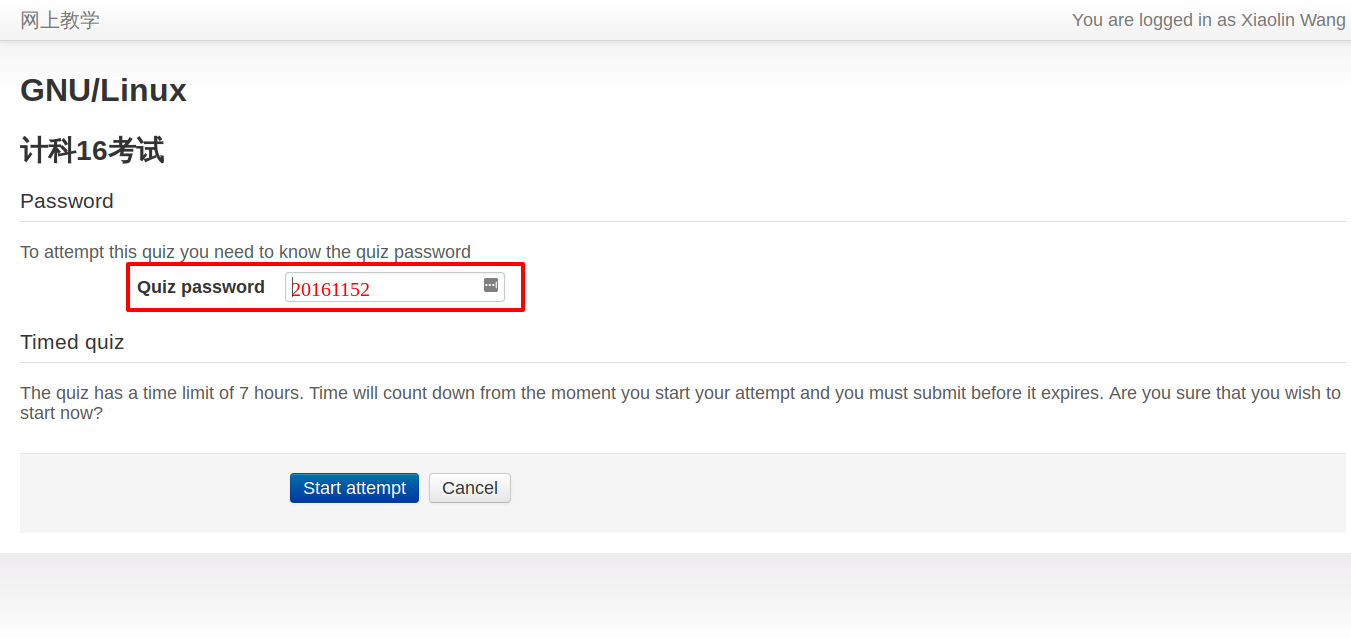 网上教学
You are logged in as Xiaolin Wang
GNU/Linux
计科16考试
Password
To attempt this quiz you need to know the quiz password
Quiz password 20161152
Timed quiz
The quiz has a time limit of 7 hours. Time will count down from the moment you start your attempt and you must submit before it expires. Are you sure that you wish to
start now?
Start attempt Cancel